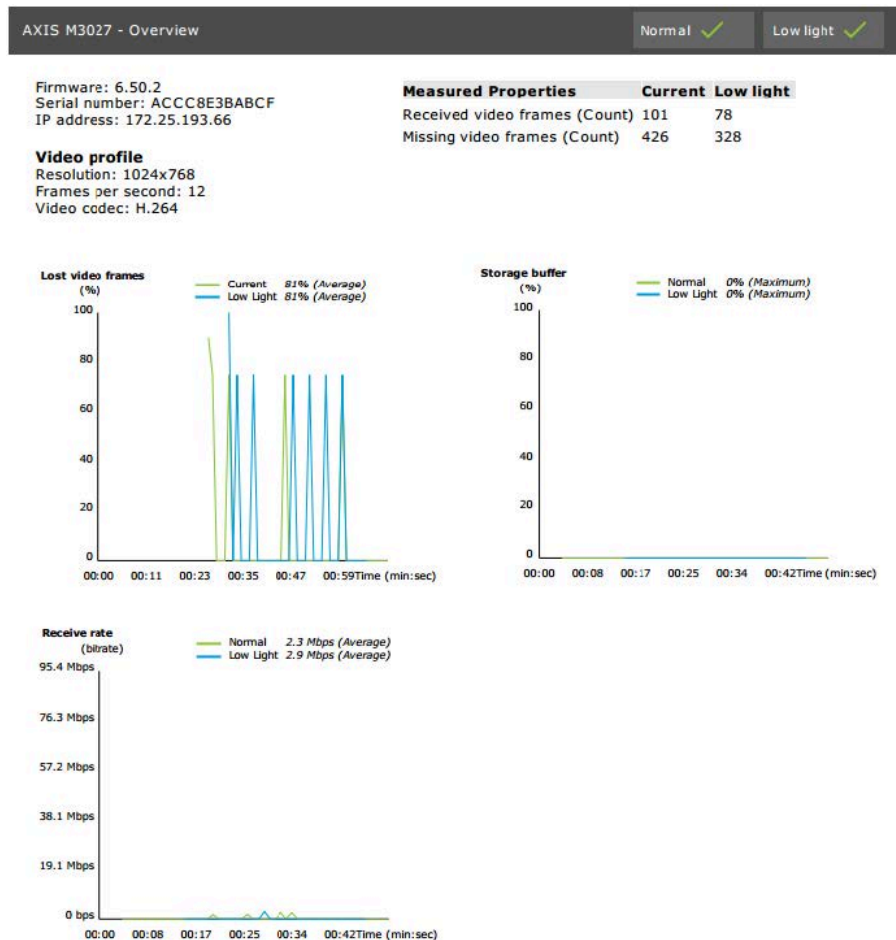 AXIS M3027 - Overview
Normal
Low light
Firmware: 6.50.2
Serial number: ACCC8E3BABCF
IP address: 172.25.193.66
Video profile
Resolution: 1024x768
Frames per second: 12
Video codec: H.264
Measured Properties Current Low light
Received video frames (Count) 101 78
Missing video frames (Count) 426 328
Lost video frames
(%)
Current 81% (Average)
Low Light 81% (Average)
100
80
60
40
20
0
00:00 00:11 00:23 00:35 00:47 00:59Time (min:sec)
Storage buffer
(%)
Normal 0% (Maximum)
Low Light 0% (Maximum)
100
80
60
40
20
0
00:00 00:08 00:17 00:25 00:34 00:42Time (min:sec)
Receive rate
(bitrate)
Normal 2.3 Mbps (Average)
Low Light 2.9 Mbps (Average)
95.4 Mbps
76.3 Mbps
57.2 Mbps
38.1 Mbps
19.1 Mbps
0 bps
00:00 00:08 00:17 00:25 00:34 00:42Time (min:sec)